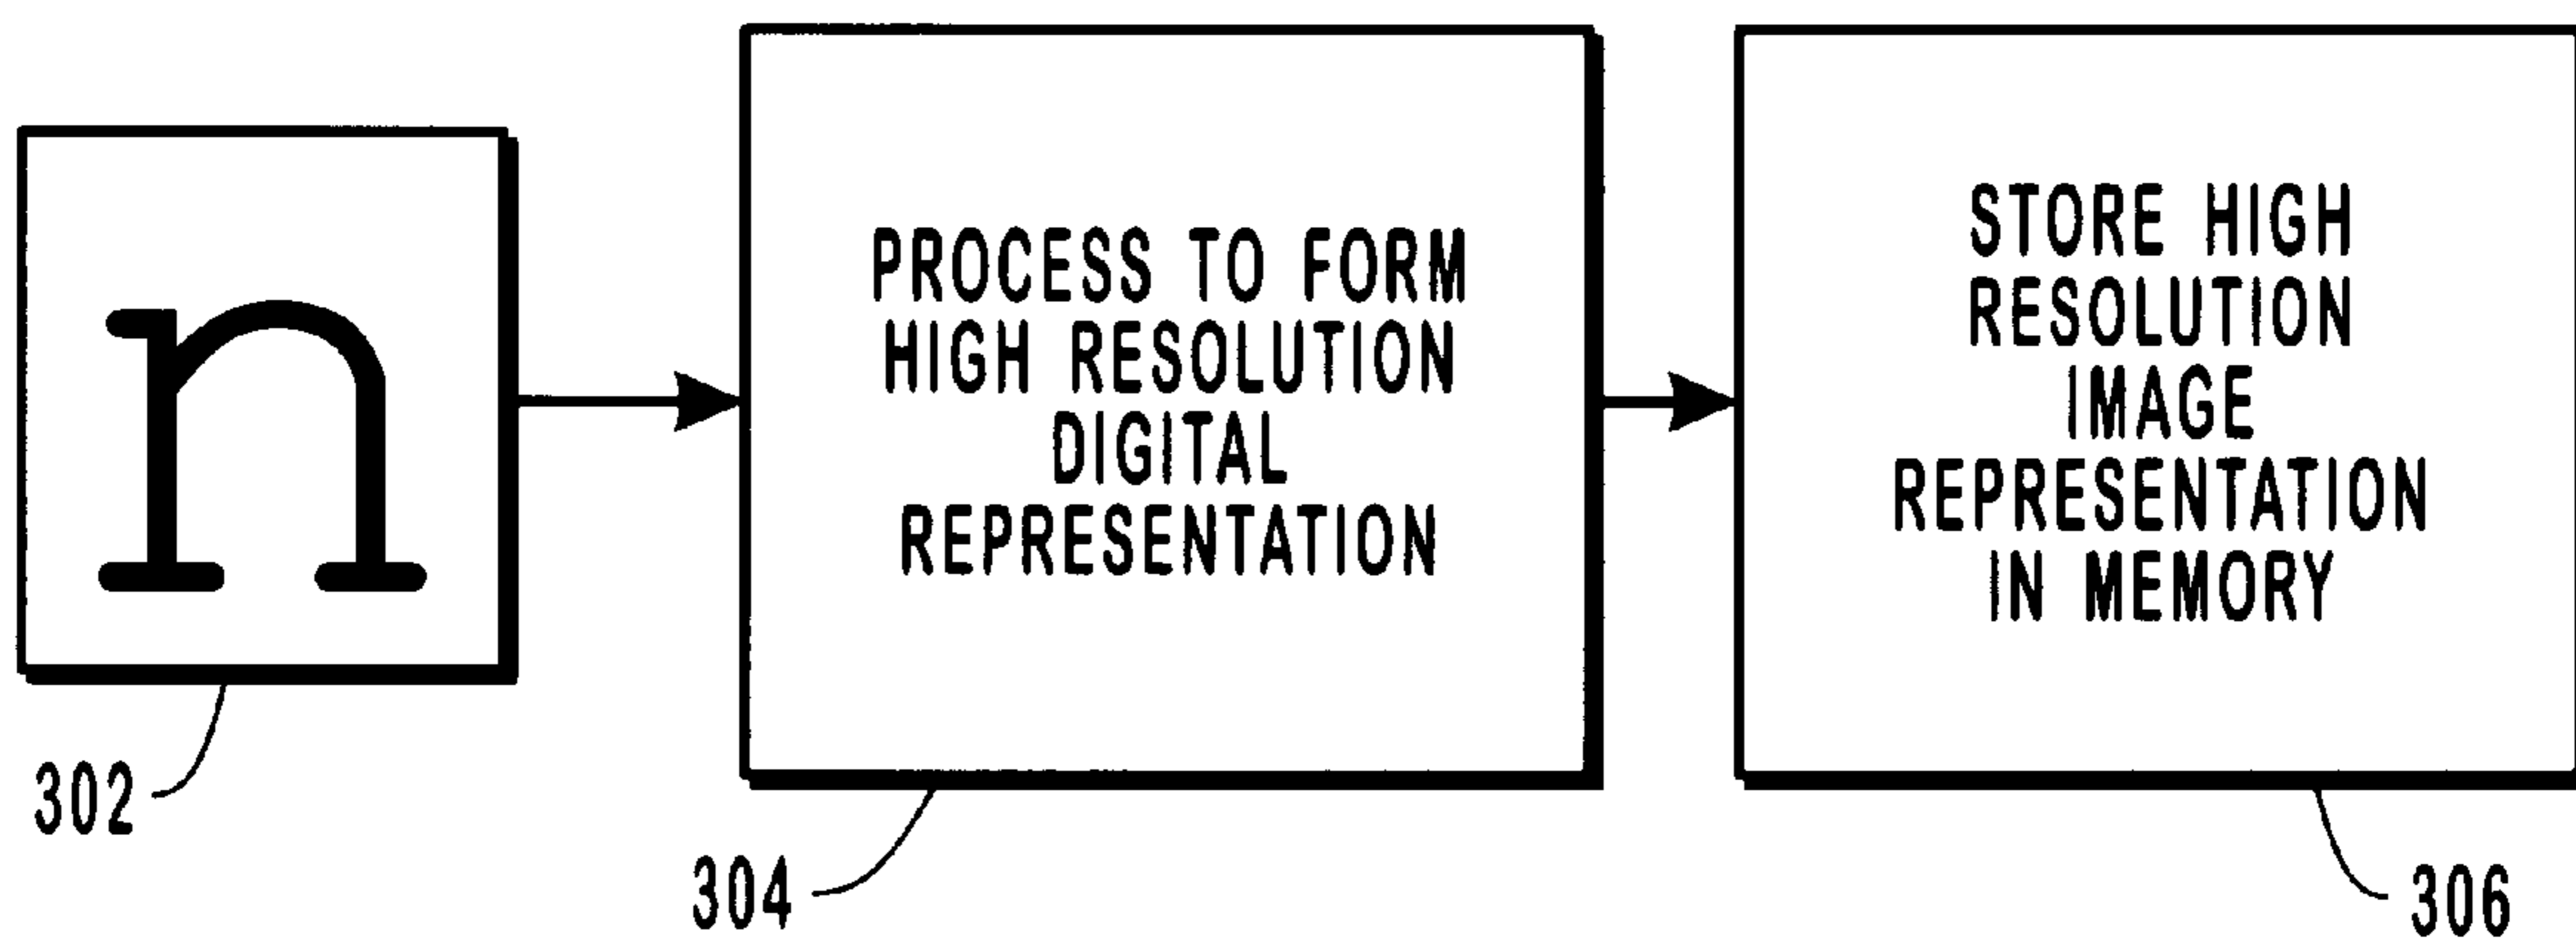 n
PROCESS TO FORM
HIGH RESOLUTION
DIGITAL
REPRESENTATION
STORE HIGH
RESOLUTION
IMAGE
REPRESENTATION
IN MEMORY
302
304
306